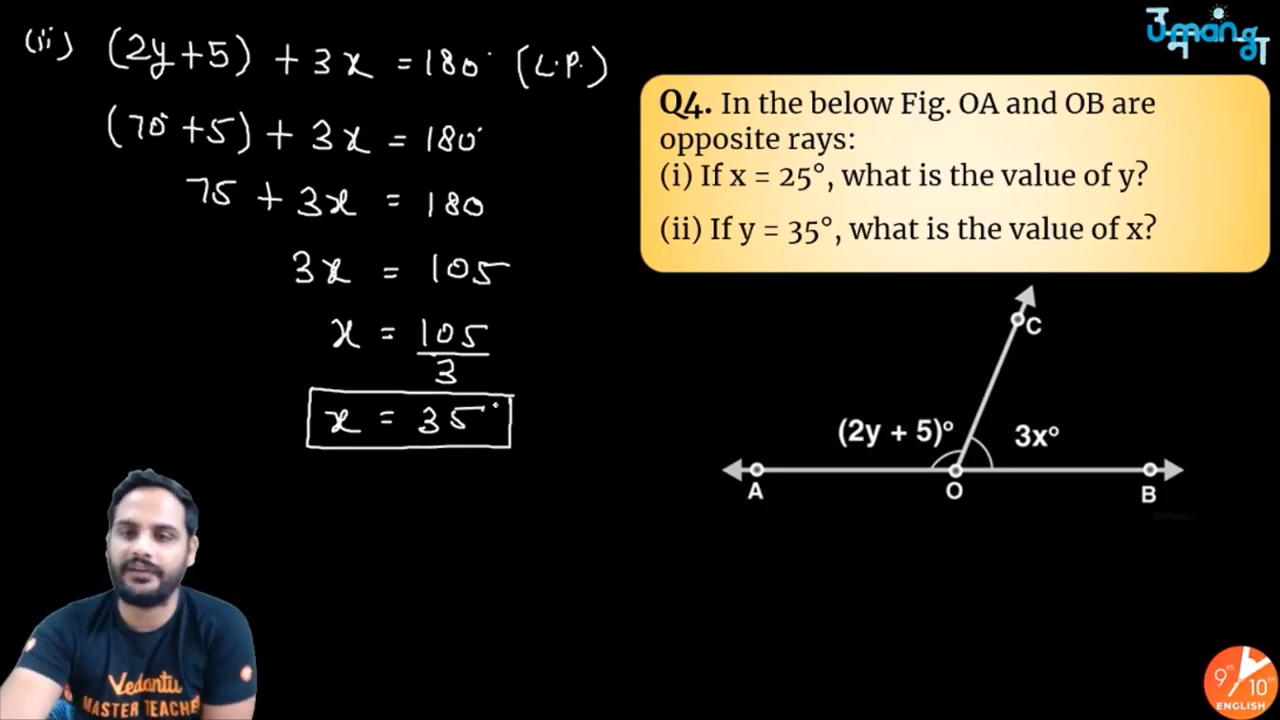 (ii) (2y+5) + 3x = 180° (L.P.)
(70°+5) + 3x = 180°
75 + 3x = 180
3x = 105
x = 105
3
x = 35°
उमंग
umang
Q4. In the below Fig. OA and OB are
opposite rays:
(i) If x = 25°, what is the value of y?
(ii) If y = 35°, what is the value of x?
C
(2y + 5)° 3x°
A O B
Vedantu
MASTER TEACHER
9 10th
ENGLISH